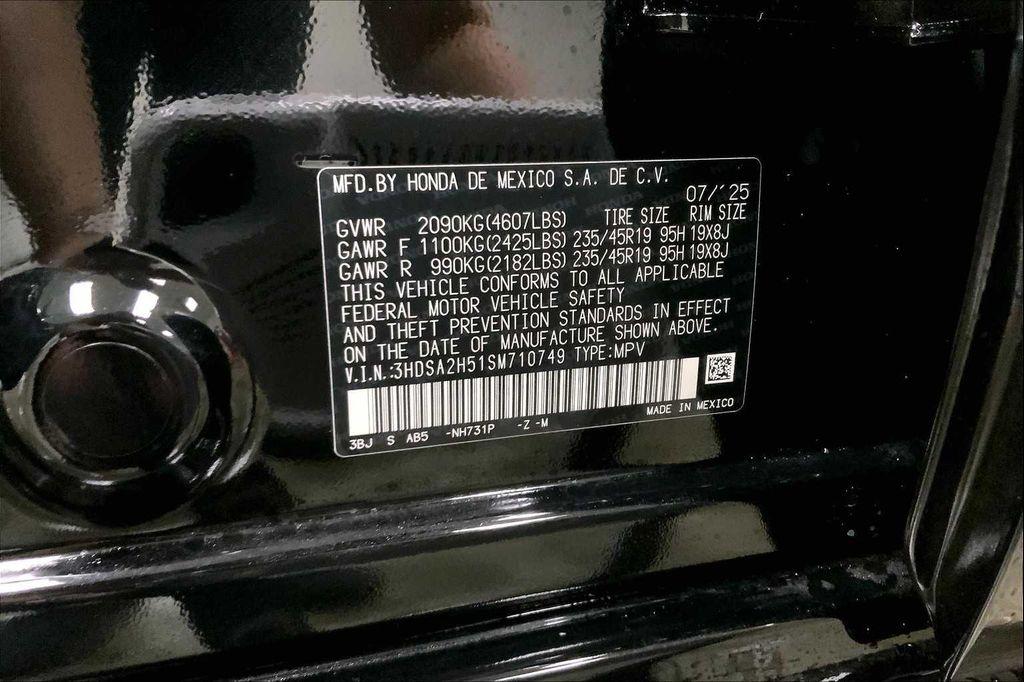 MFD.BY HONDA DE MEXICO S.A. DE C.V.
07/'25
GVWR 2090KG(4607LBS) TIRE SIZE RIM SIZE
GAWR F 1100KG(2425LBS) 235/45R19 95H 19X8J
GAWR R 990KG(2182LBS) 235/45R19 95H 19X8J
THIS VEHICLE CONFORMS TO ALL APPLICABLE
FEDERAL MOTOR VEHICLE SAFETY
AND THEFT PREVENTION STANDARDS IN EFFECT
ON THE DATE OF MANUFACTURE SHOWN ABOVE.
V.I.N.:3HDSA2H51SM710749 TYPE:MPV
MADE IN MEXICO
3BJ S AB5 -NH731P -Z -M